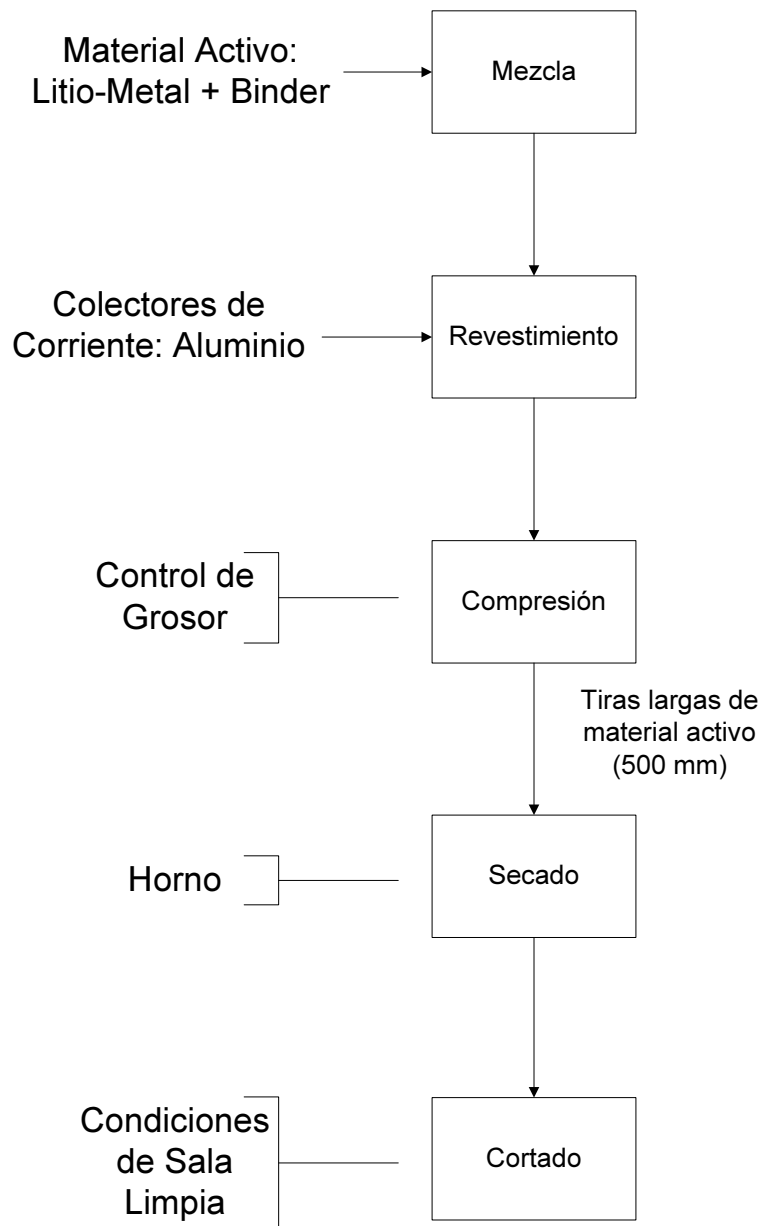 Material Activo:
Litio-Metal + Binder
Mezcla
Colectores de
Corriente: Aluminio
Revestimiento
Control de
Grosor
Compresión
Tiras largas de
material activo
(500 mm)
Horno
Secado
Condiciones
de Sala
Limpia
Cortado